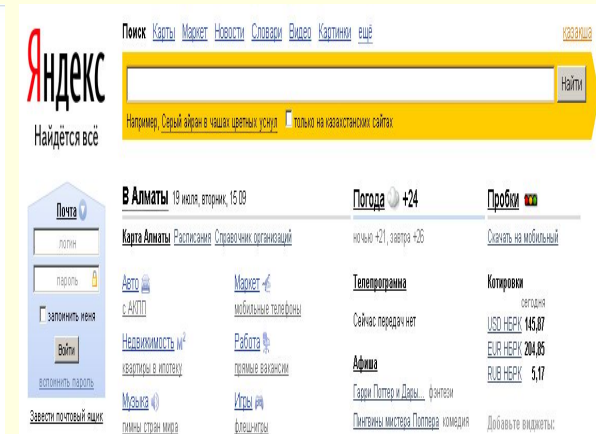 Поиск Карты Маркет Новости Словари Видео Картинки ещё
казакша
Яндекс
Найдётся всё
Найти
Например, Серый айран в чашах цветных уснул только на казахстанских сайтах
Почта
логин
пароль
запомнить меня
Войти
вспомнить пароль
Завести почтовый ящик
В Алматы 19 июля, вторник, 15:09
Карта Алматы Расписания Справочник организаций
Авто
с АКПП
Недвижимость м²
квартиры в ипотеку
Музыка
гимны стран мира
Маркет
мобильные телефоны
Работа
прямые вакансии
Игры
флеш-игры
Погода +24
ночью +21, завтра +26
Телепрограмма
Сейчас передач нет
Афиша
Гарри Поттер и Дары... фэнтези
Пингвины мистера Поппера комедия
Пробки
Скачать на мобильный
Котировки
сегодня
USD НБРК 145,87
EUR НБРК 204,85
RUB НБРК 5,17
Добавьте виджеты: